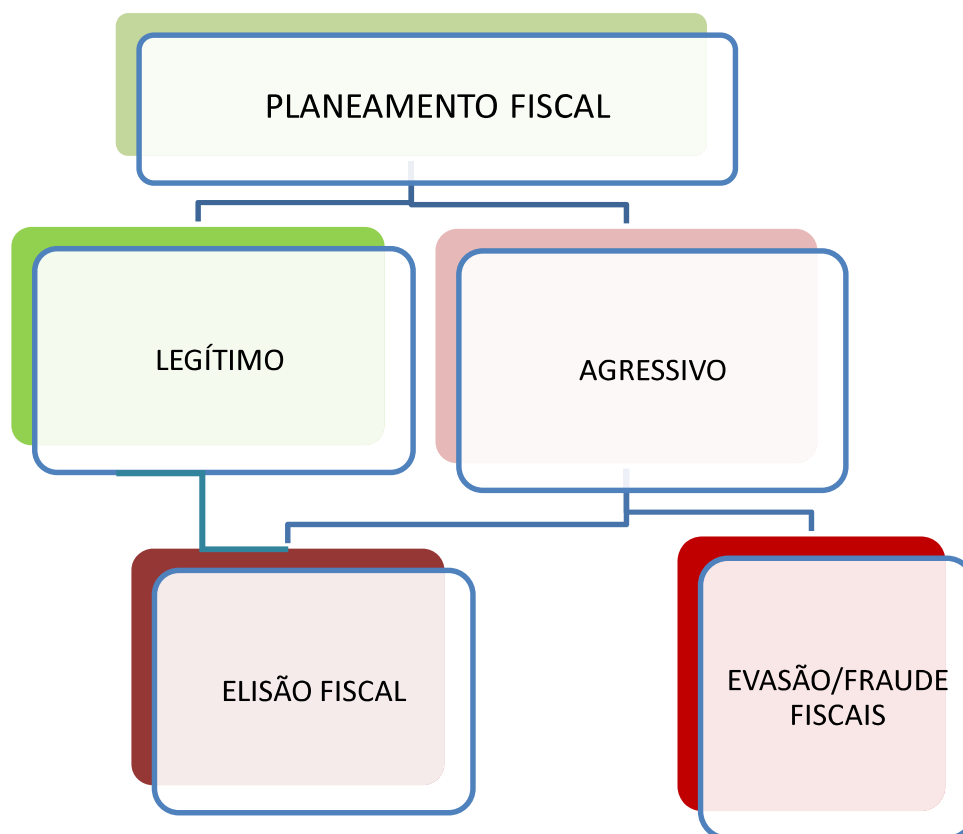 PLANEAMENTO FISCAL
LEGÍTIMO
AGRESSIVO
ELISÃO FISCAL
EVASÃO/FRAUDE
FISCAIS